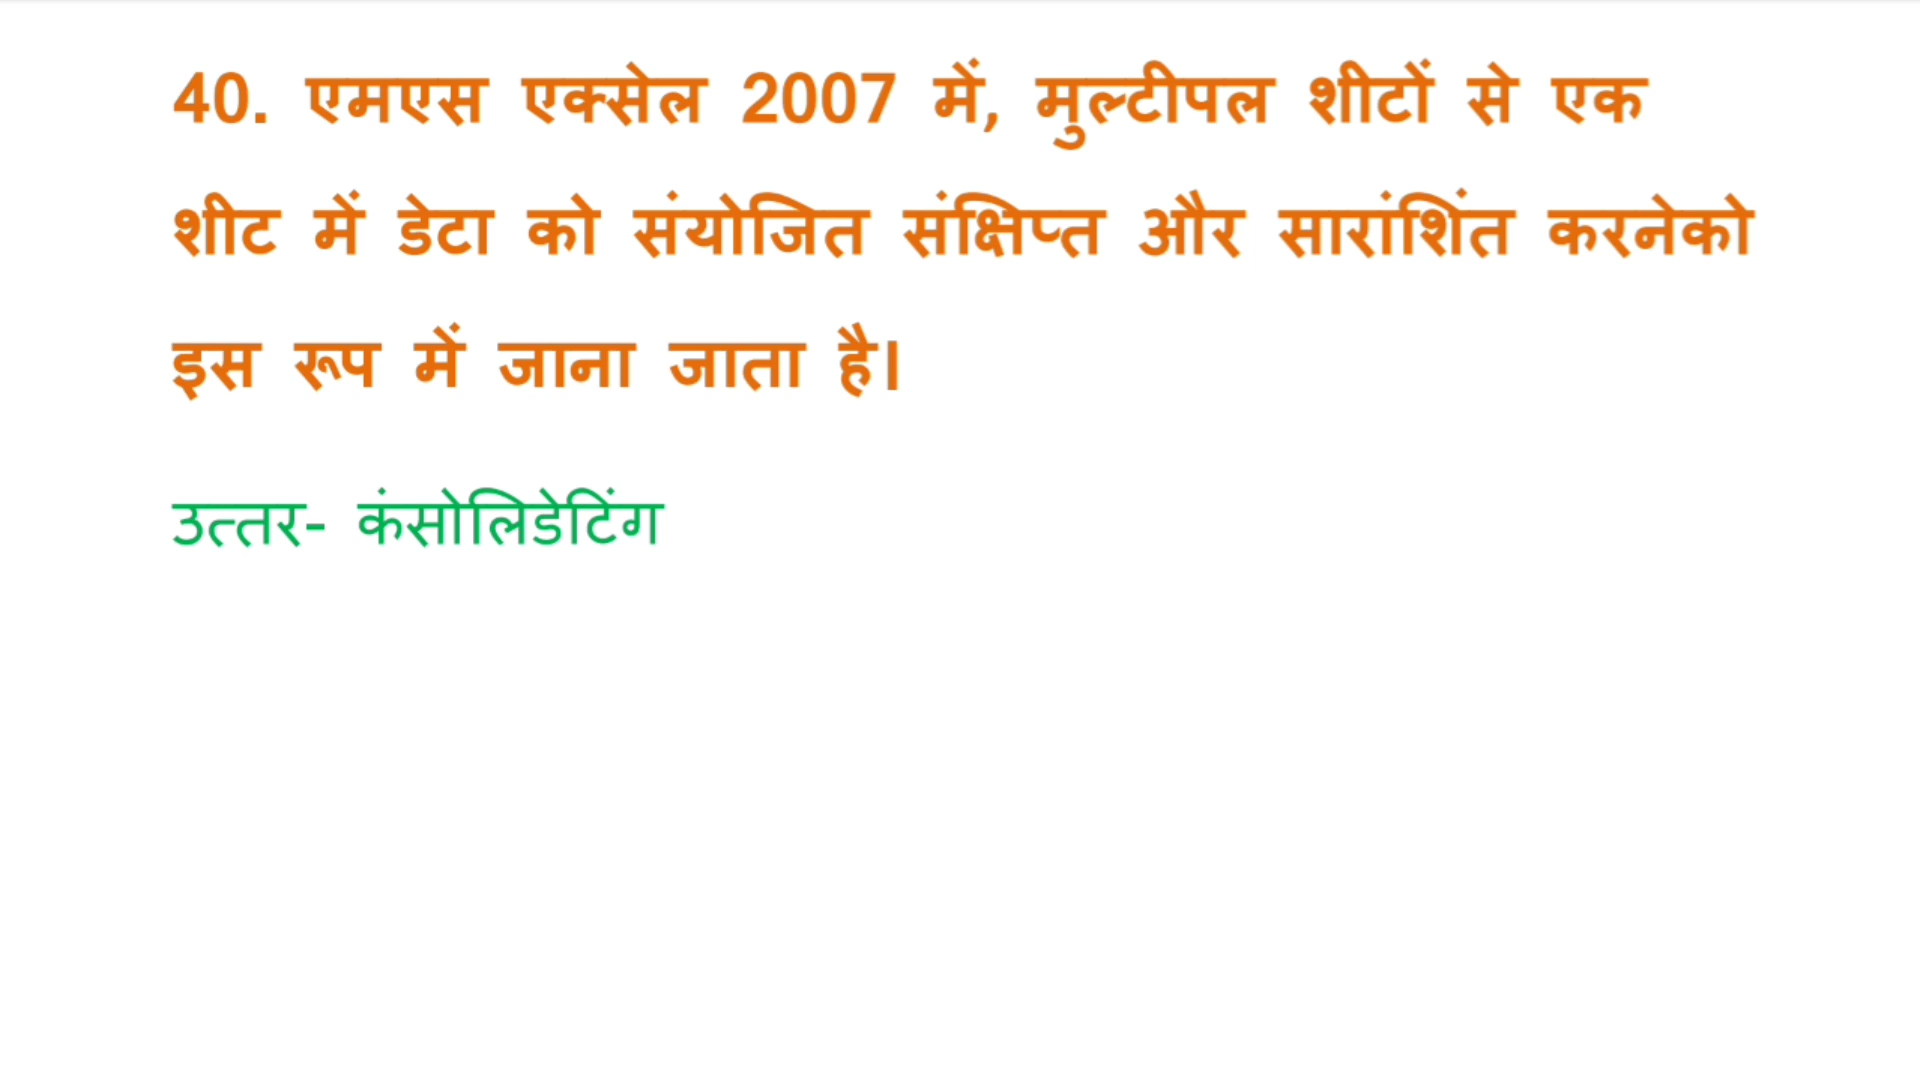 40. एमएस एक्सेल 2007 में, मुल्टीपल शीटों से एक
शीट में डेटा को संयोजित संक्षिप्त और सारांशिंत करनेको
इस रूप में जाना जाता है।
उत्तर- कंसोलिडेटिंग